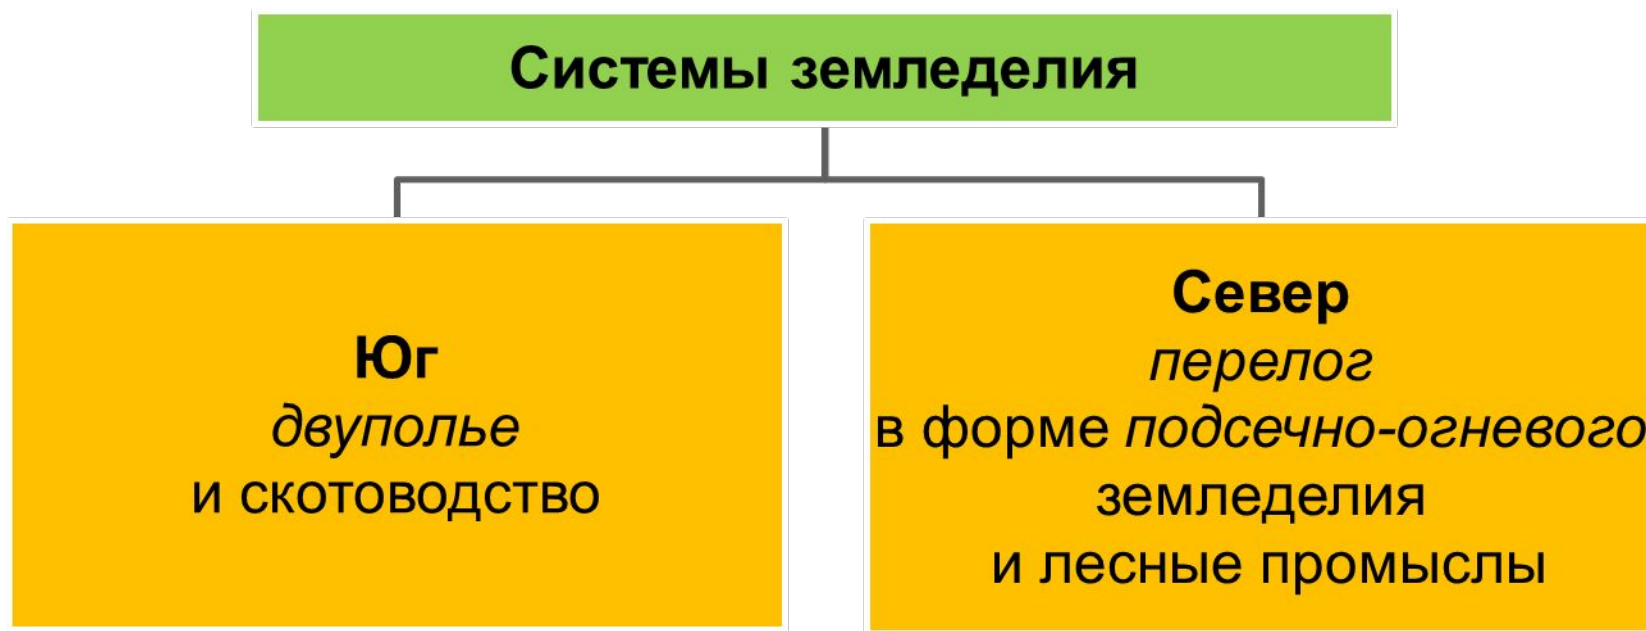 Системы земледелия
Юг
двуполье
и скотоводство
Север
перелог
в форме подсечно-огневого
земледелия
и лесные промыслы